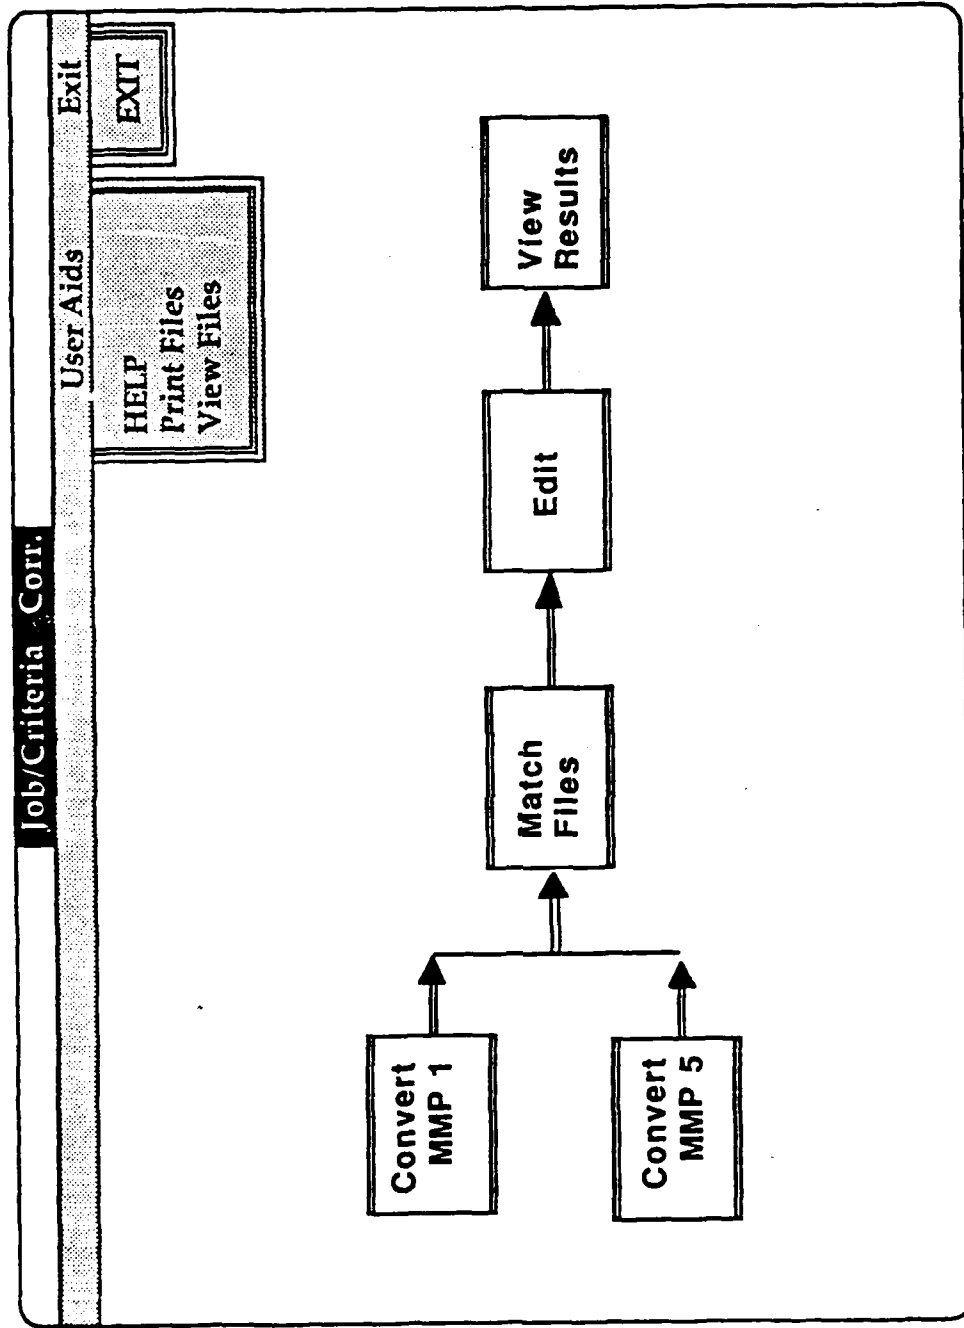 Job/Criteria Corr.
User Aids
Exit
HELP
Print Files
View Files
EXIT
Convert
MMP 1
Convert
MMP 5
Match
Files
Edit
View
Results